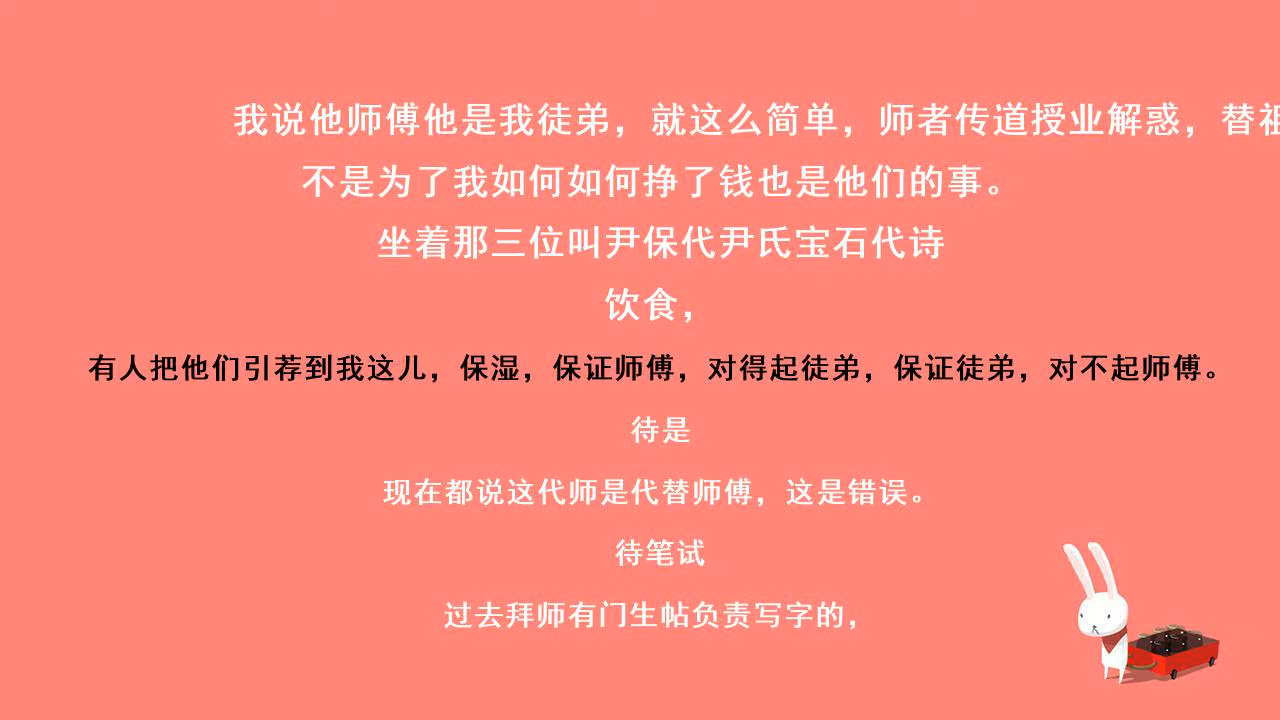 我说他师傅他是我徒弟，就这么简单，师者传道授业解惑，替祖
不是为了我如何如何挣了钱也是他们的事。
坐着那三位叫尹保代尹氏宝石代诗
饮食，
有人把他们引荐到我这儿，保湿，保证师傅，对得起徒弟，保证徒弟，对不起师傅。
待是
现在都说这代师是代替师傅，这是错误。
待笔试
过去拜师有门生帖负责写字的，